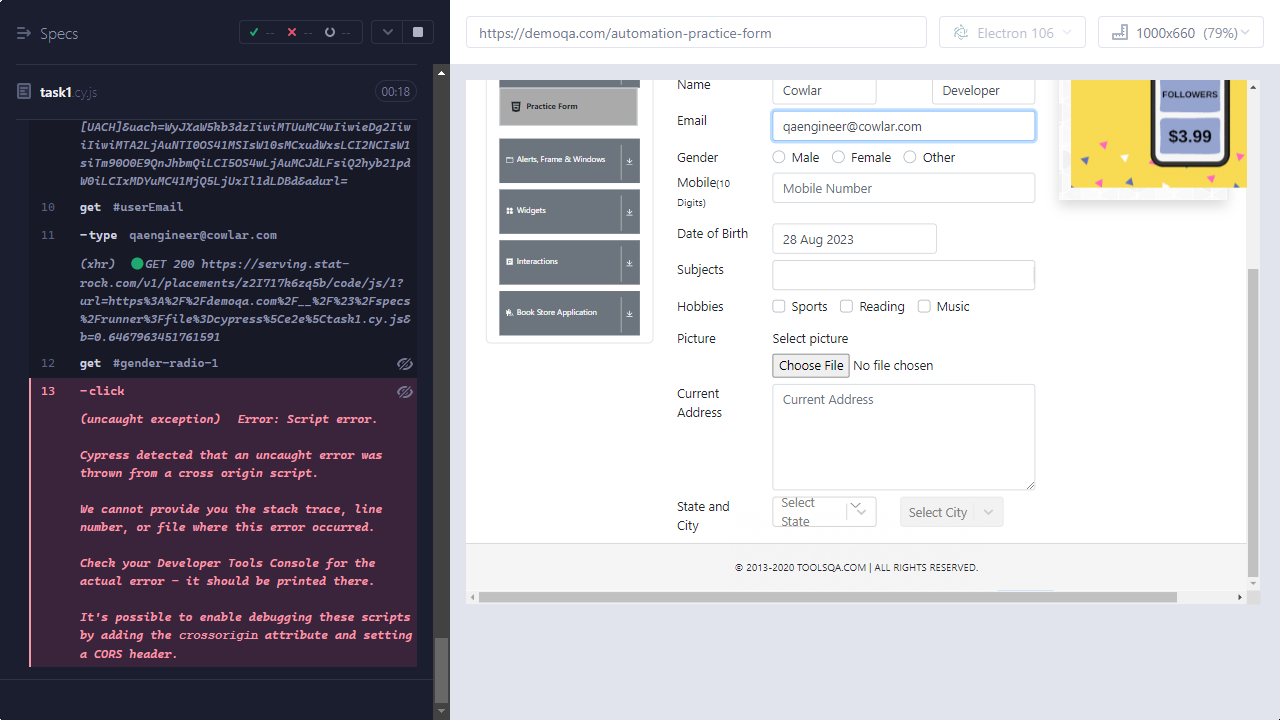 Specs
--
--
--
task1.cy.js
00:18
[UACH]&uach=WyJXaW5kb3dzIiwiMTUuMC4wIiwieDg2Iiw
iIiwiMTA2LjAuNTI0OS41MSIsW10sMCxudWxsLCI2NCIsW1
siTm90O0E9QnJhbmQiLCI5OS4wLjAuMCJdLFsiQ2hyb21pd
W0iLCIxMDYuMC41MjQ5LjUxIl1dLDBd&adurl=
10 get #userEmail
11 -type qaengineer@cowlar.com
(xhr) GET 200 https://serving.stat-
rock.com/v1/placements/z2I717k6zq5b/code/js/1?
url=https%3A%2F%2Fdemoqa.com%2F__%2F%23%2Fspecs
%2Frunner%3Ffile%3Dcypress%5Ce2e%5Ctask1.cy.js&
b=0.6467963451761591
12 get #gender-radio-1
13 -click
(uncaught exception) Error: Script error.
Cypress detected that an uncaught error was
thrown from a cross origin script.
We cannot provide you the stack trace, line
number, or file where this error occurred.
Check your Developer Tools Console for the
actual error - it should be printed there.
It's possible to enable debugging these scripts
by adding the crossorigin attribute and setting
a CORS header.
https://demoqa.com/automation-practice-form
Electron 106
1000x660 (79%)
Practice Form
Alerts, Frame & Windows
Widgets
Interactions
Book Store Application
Name
Cowlar
Developer
Email
qaengineer@cowlar.com
Gender
Male Female Other
Mobile(10
Digits)
Mobile Number
Date of Birth
28 Aug 2023
Subjects
Hobbies
Sports Reading Music
Picture
Select picture
Choose File No file chosen
Current
Address
Current Address
State and
City
Select
State
Select City
FOLLOWERS
$3.99
© 2013-2020 TOOLSQA.COM | ALL RIGHTS RESERVED.